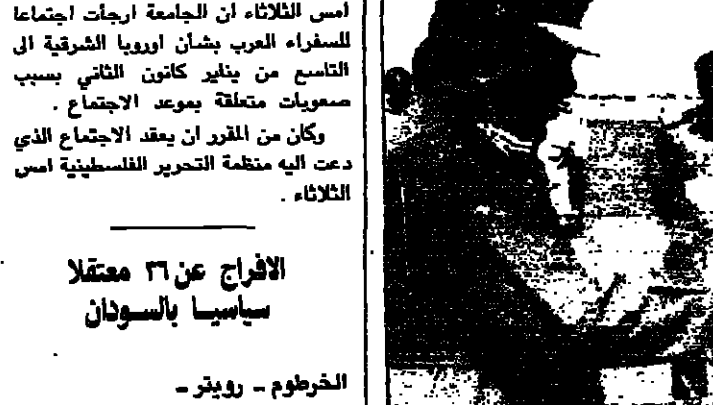 أمس الثلاثاء ان الجامعة ارجأت اجتماعا
للسفراء العرب بشأن اوروبا الشرقية الى
التاسع من يناير كانون الثاني بسبب
صعوبات متعلقة بموعد الاجتماع .
وكان من المقرر ان يعقد الاجتماع الذي
دعت اليه منظمة التحرير الفلسطينية امس
الثلاثاء .
الافراج عن ٢٦ معتقلا
سياسيا بالسودان
الخرطوم - رويتر -